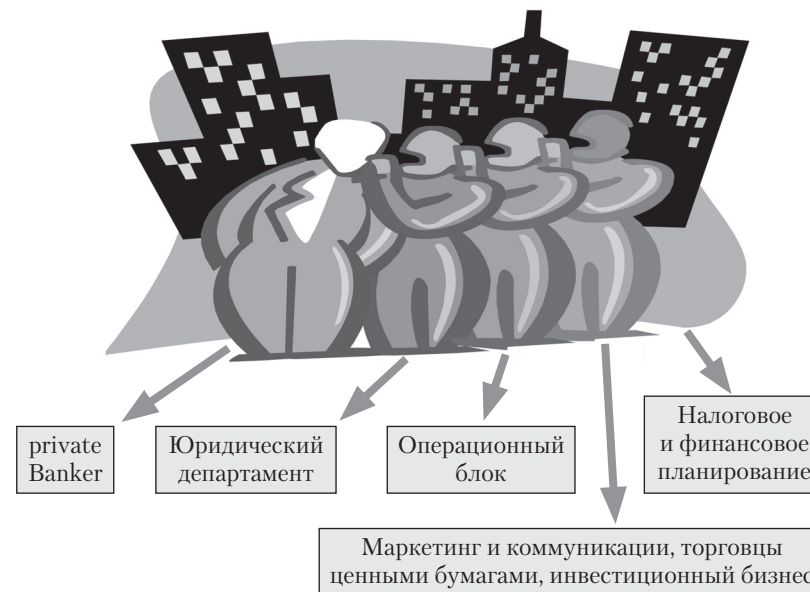 private
Banker
Юридический
департамент
Операционный
блок
Налоговое
и финансовое
планирование
Маркетинг и коммуникации, торговцы
ценными бумагами, инвестиционный бизнес